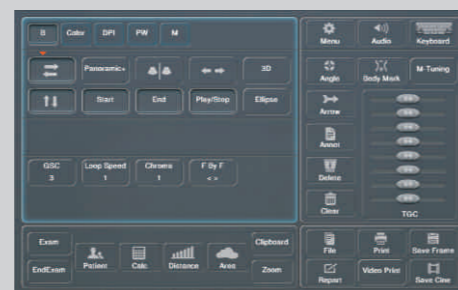 B Color DPI PW M
Panoramic+ 3D
Start End Play/Stop Ellipse
GSC Loop Speed Chroma F By F
3 1 1 < >
Exam Clipboard
Patient Calc Distance Area
EndExam Zoom
Menu Audio Keyboard
Angle Body Mark M-Tuning
Arrow
Annot
Delete
Clear TGC
File Print Save Frame
Report Video Print Save Cine